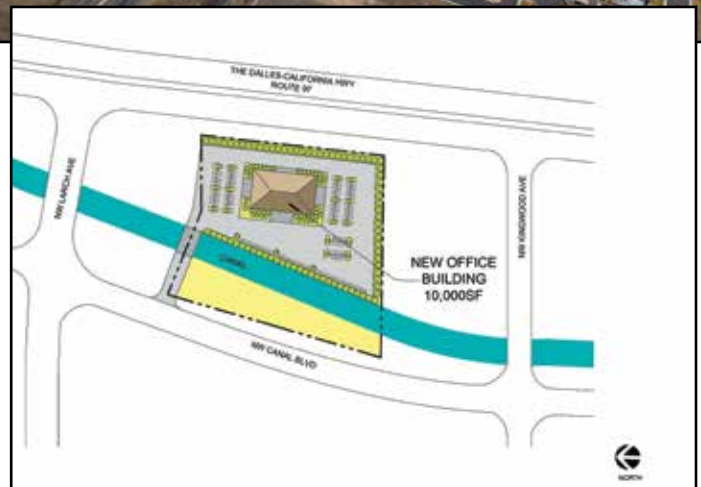 THE DALLES-CALIFORNIA HWY
ROUTE 97
NW LARCH AVE
NW KINGWOOD AVE
CANAL
NEW OFFICE
BUILDING
10,000SF
NW CANAL BLVD
NORTH